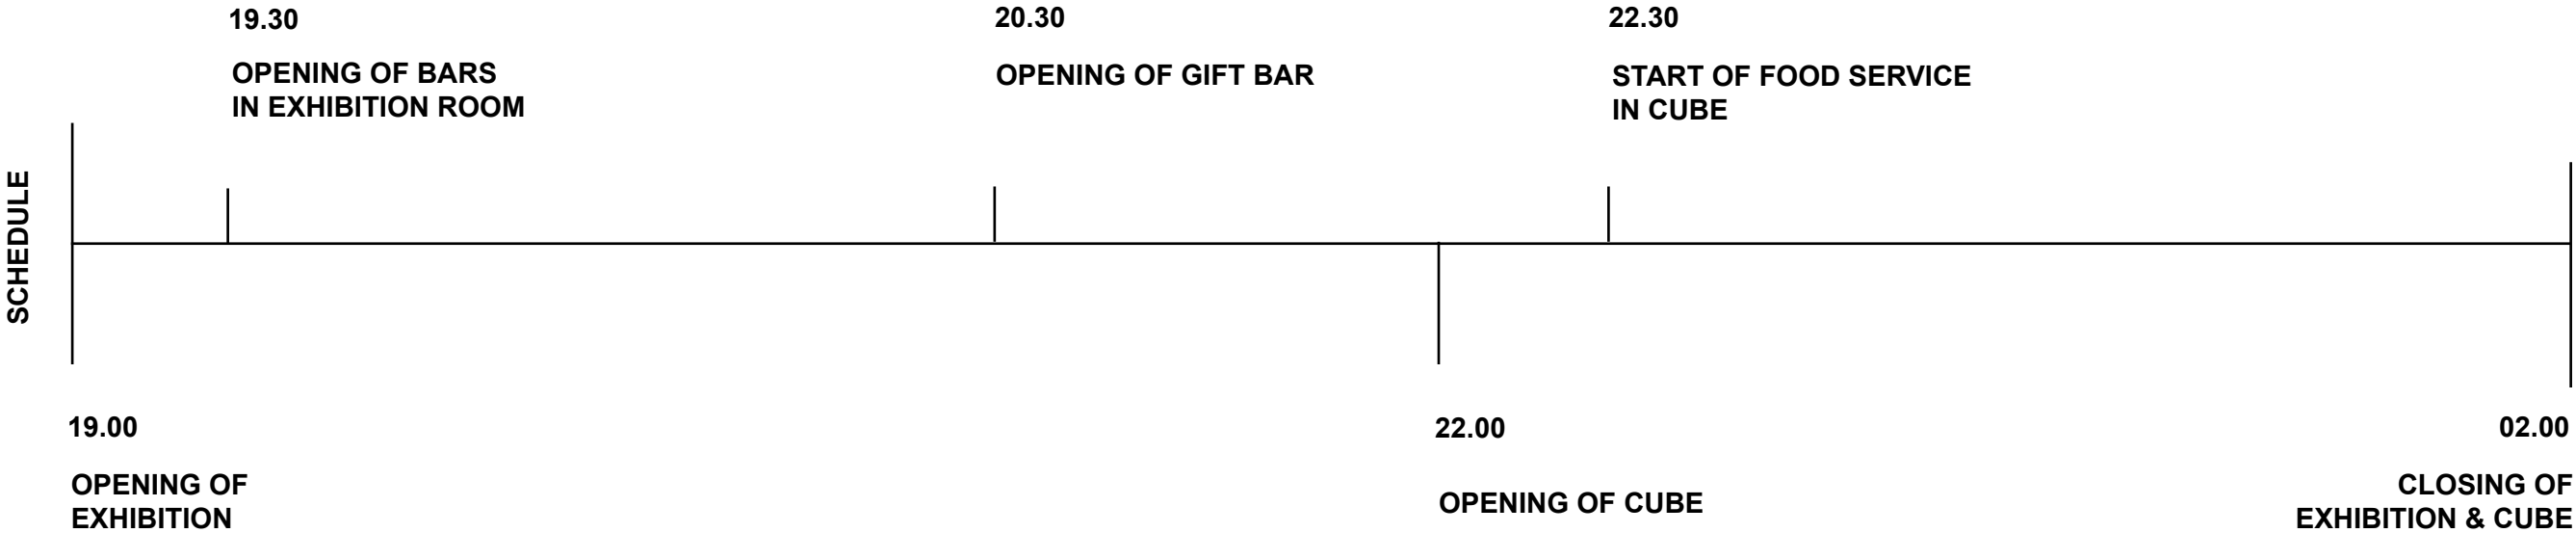 SCHEDULE
19.30
OPENING OF BARS
IN EXHIBITION ROOM
20.30
OPENING OF GIFT BAR
22.30
START OF FOOD SERVICE
IN CUBE
19.00
OPENING OF
EXHIBITION
22.00
OPENING OF CUBE
02.00
CLOSING OF
EXHIBITION & CUBE